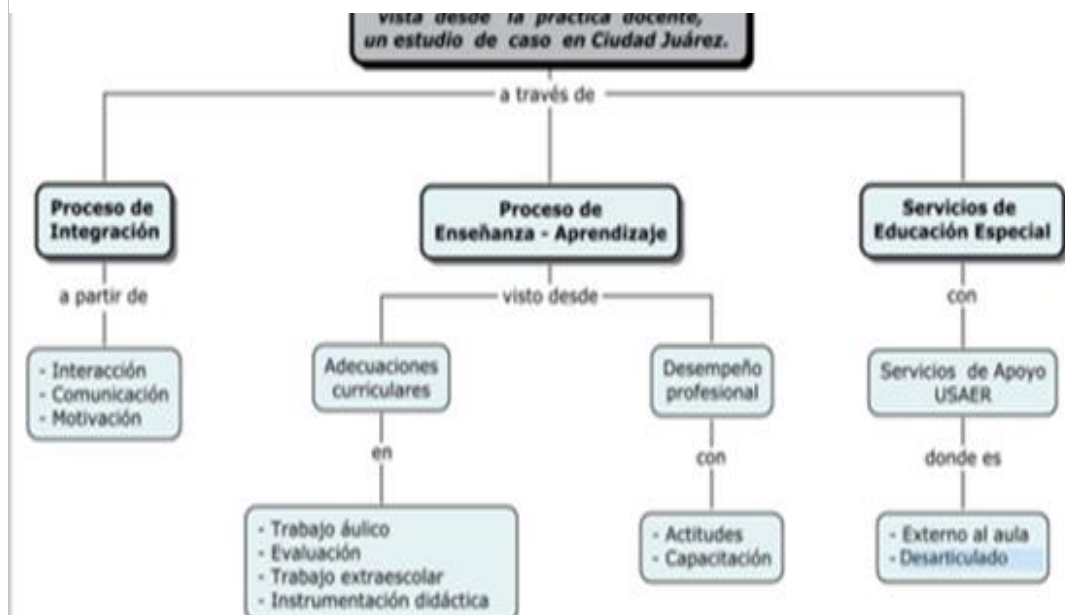 vista desde la práctica docente,
un estudio de caso en Ciudad Juárez.
a través de
Proceso de
Integración
Proceso de
Enseñanza - Aprendizaje
Servicios de
Educación Especial
a partir de
visto desde
con
- Interacción
- Comunicación
- Motivación
Adecuaciones
curriculares
Desempeño
profesional
Servicios de Apoyo
USAER
en
con
donde es
- Trabajo áulico
- Evaluación
- Trabajo extraescolar
- Instrumentación didáctica
- Actitudes
- Capacitación
- Externo al aula
- Desarticulado